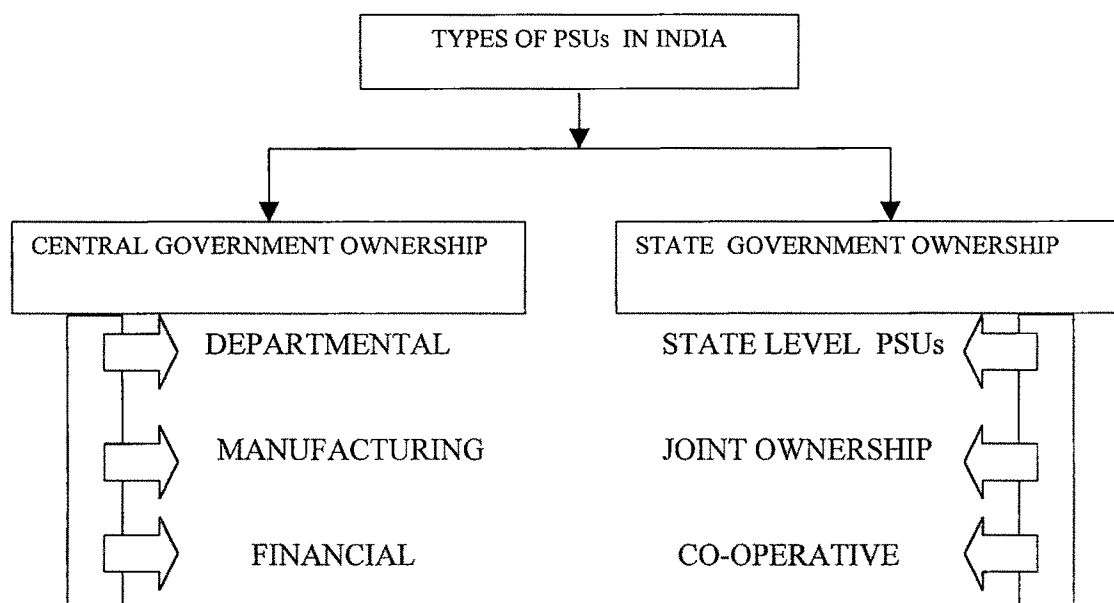 TYPES OF PSUs IN INDIA
CENTRAL GOVERNMENT OWNERSHIP
STATE GOVERNMENT OWNERSHIP
DEPARTMENTAL
STATE LEVEL PSUs
MANUFACTURING
JOINT OWNERSHIP
FINANCIAL
CO-OPERATIVE